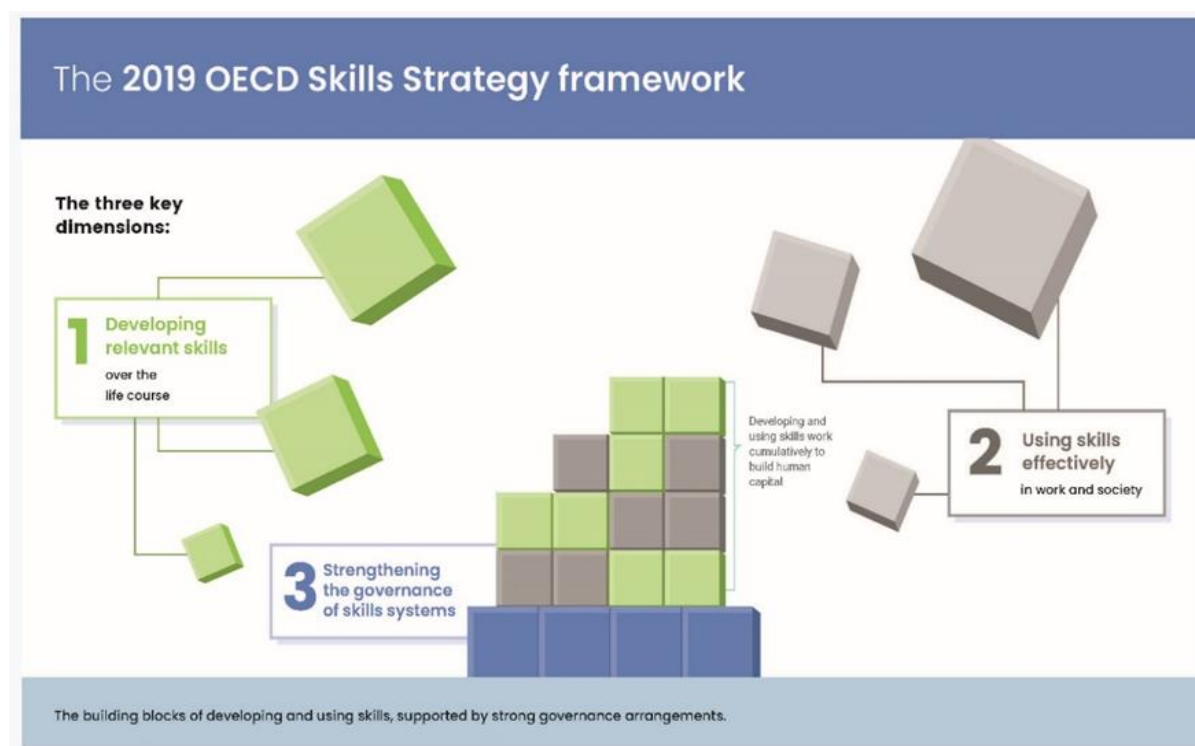 The 2019 OECD Skills Strategy framework
The three key
dimensions:
1 Developing
relevant skills
over the
life course
Developing and
using skills work
cumulatively to
build human
capital
2 Using skills
effectively
in work and society
3 Strengthening
the governance
of skills systems
The building blocks of developing and using skills, supported by strong governance arrangements.